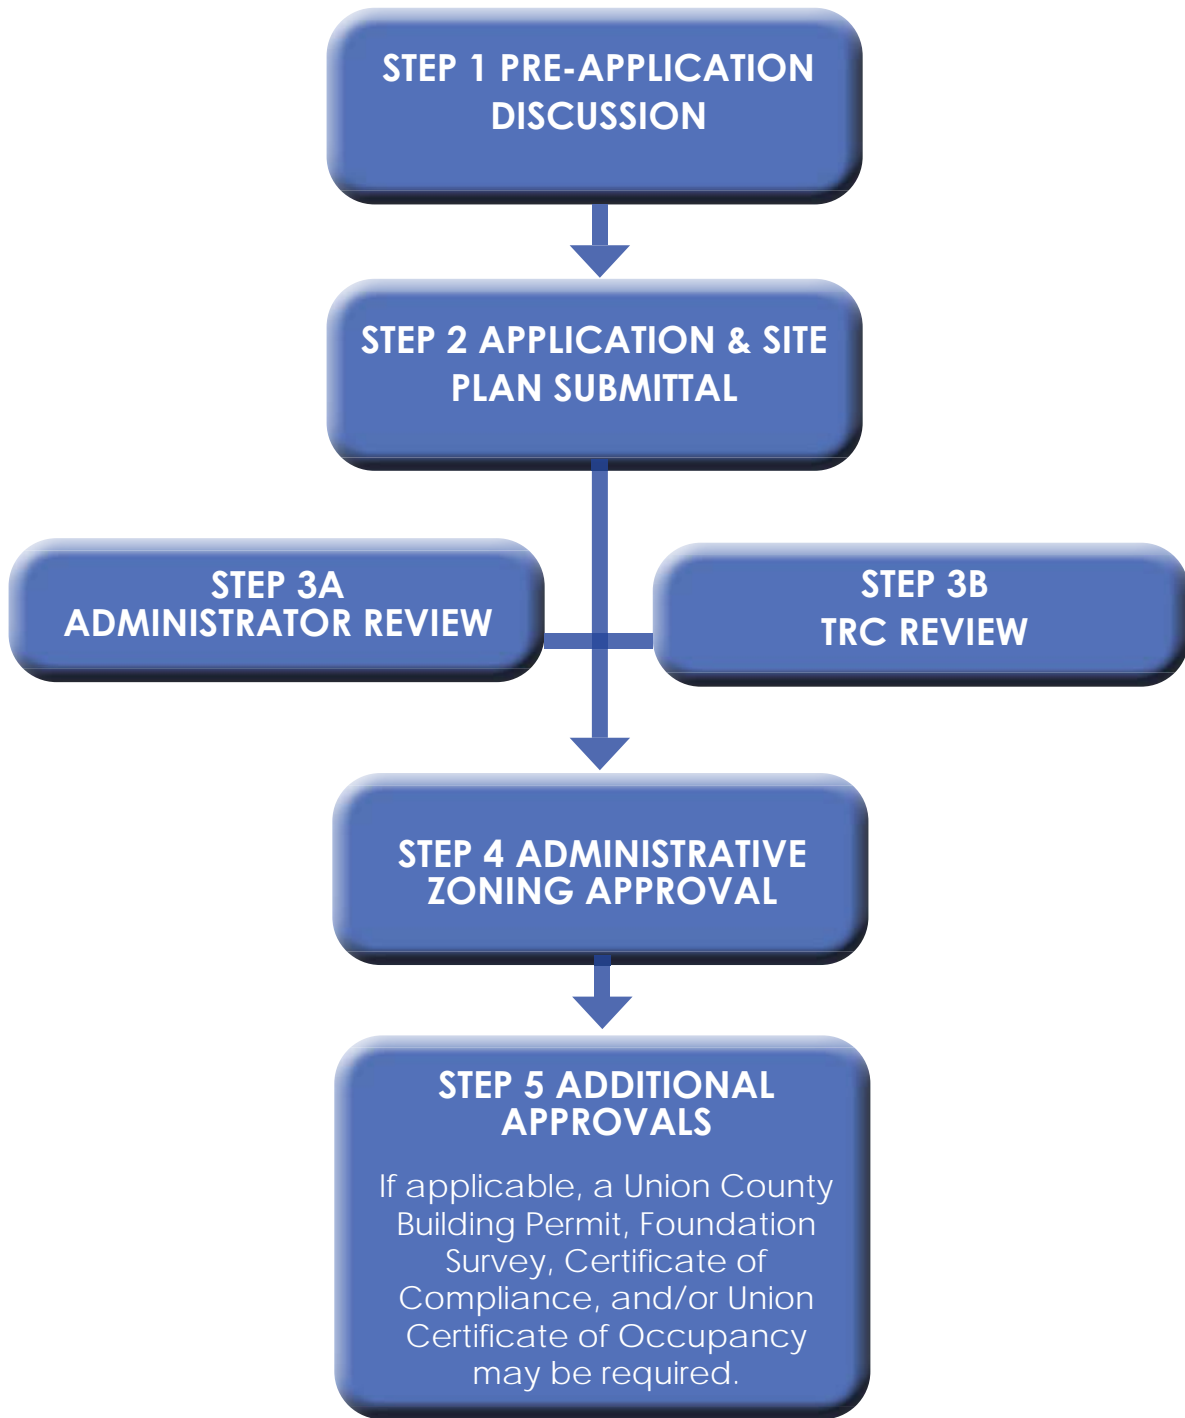 STEP 1 PRE-APPLICATION
DISCUSSION
STEP 2 APPLICATION & SITE
PLAN SUBMITTAL
STEP 3A
ADMINISTRATOR REVIEW
STEP 3B
TRC REVIEW
STEP 4 ADMINISTRATIVE
ZONING APPROVAL
STEP 5 ADDITIONAL
APPROVALS
If applicable, a Union County
Building Permit, Foundation
Survey, Certificate of
Compliance, and/or Union
Certificate of Occupancy
may be required.